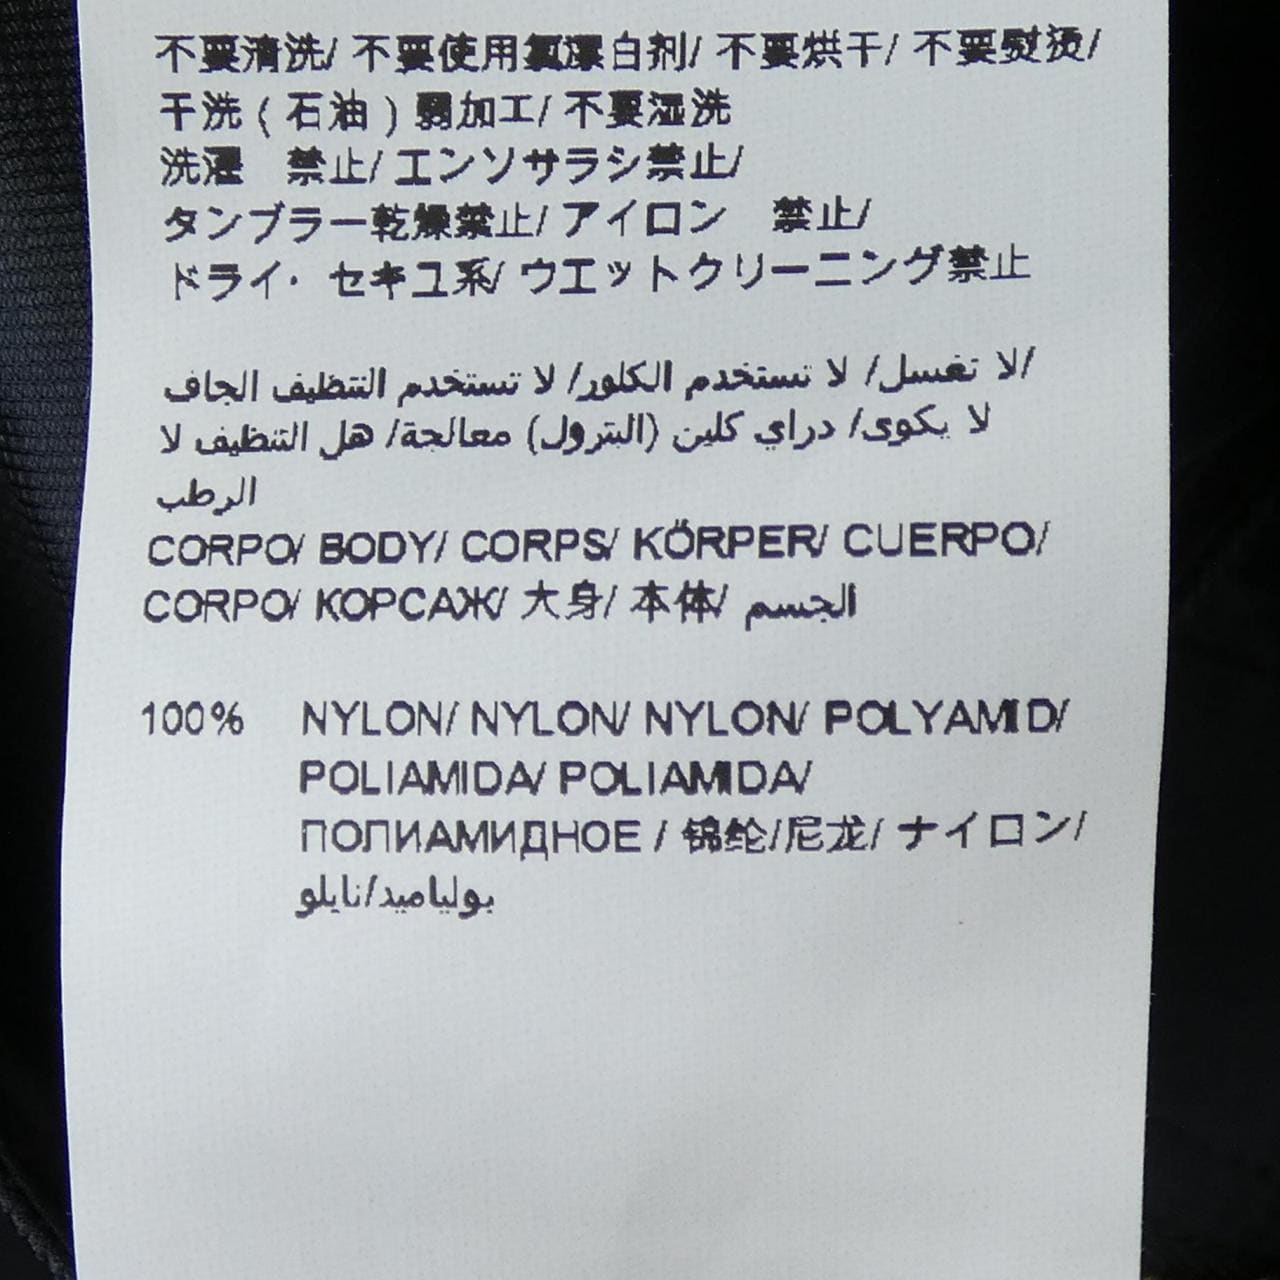 不要清洗/ 不要使用氯漂白剂/ 不要烘干/ 不要熨烫/
干洗 ( 石油 ) 弱加工/ 不要湿洗
洗濯　禁止/ エンソサラシ禁止/
タンブラー乾燥禁止/ アイロン　禁止/
ドライ・ セキユ系/ ウエットクリーニング禁止
لا تغسل/ لا تستخدم الكلور/ لا تستخدم التنظيف الجاف/
لا يكوى/ دراي كلين (البترول) معالجة/ هل التنظيف لا
الرطب
CORPO/ BODY/ CORPS/ KÖRPER/ CUERPO/
CORPO/ КОРСАЖ/ 大身/ 本体/ الجسم
100% NYLON/ NYLON/ NYLON/ POLYAMID/
POLIAMIDA/ POLIAMIDA/
ПОЛИАМИДНОЕ / 锦纶/尼龙/ ナイロン/
بولياميد/نايلو